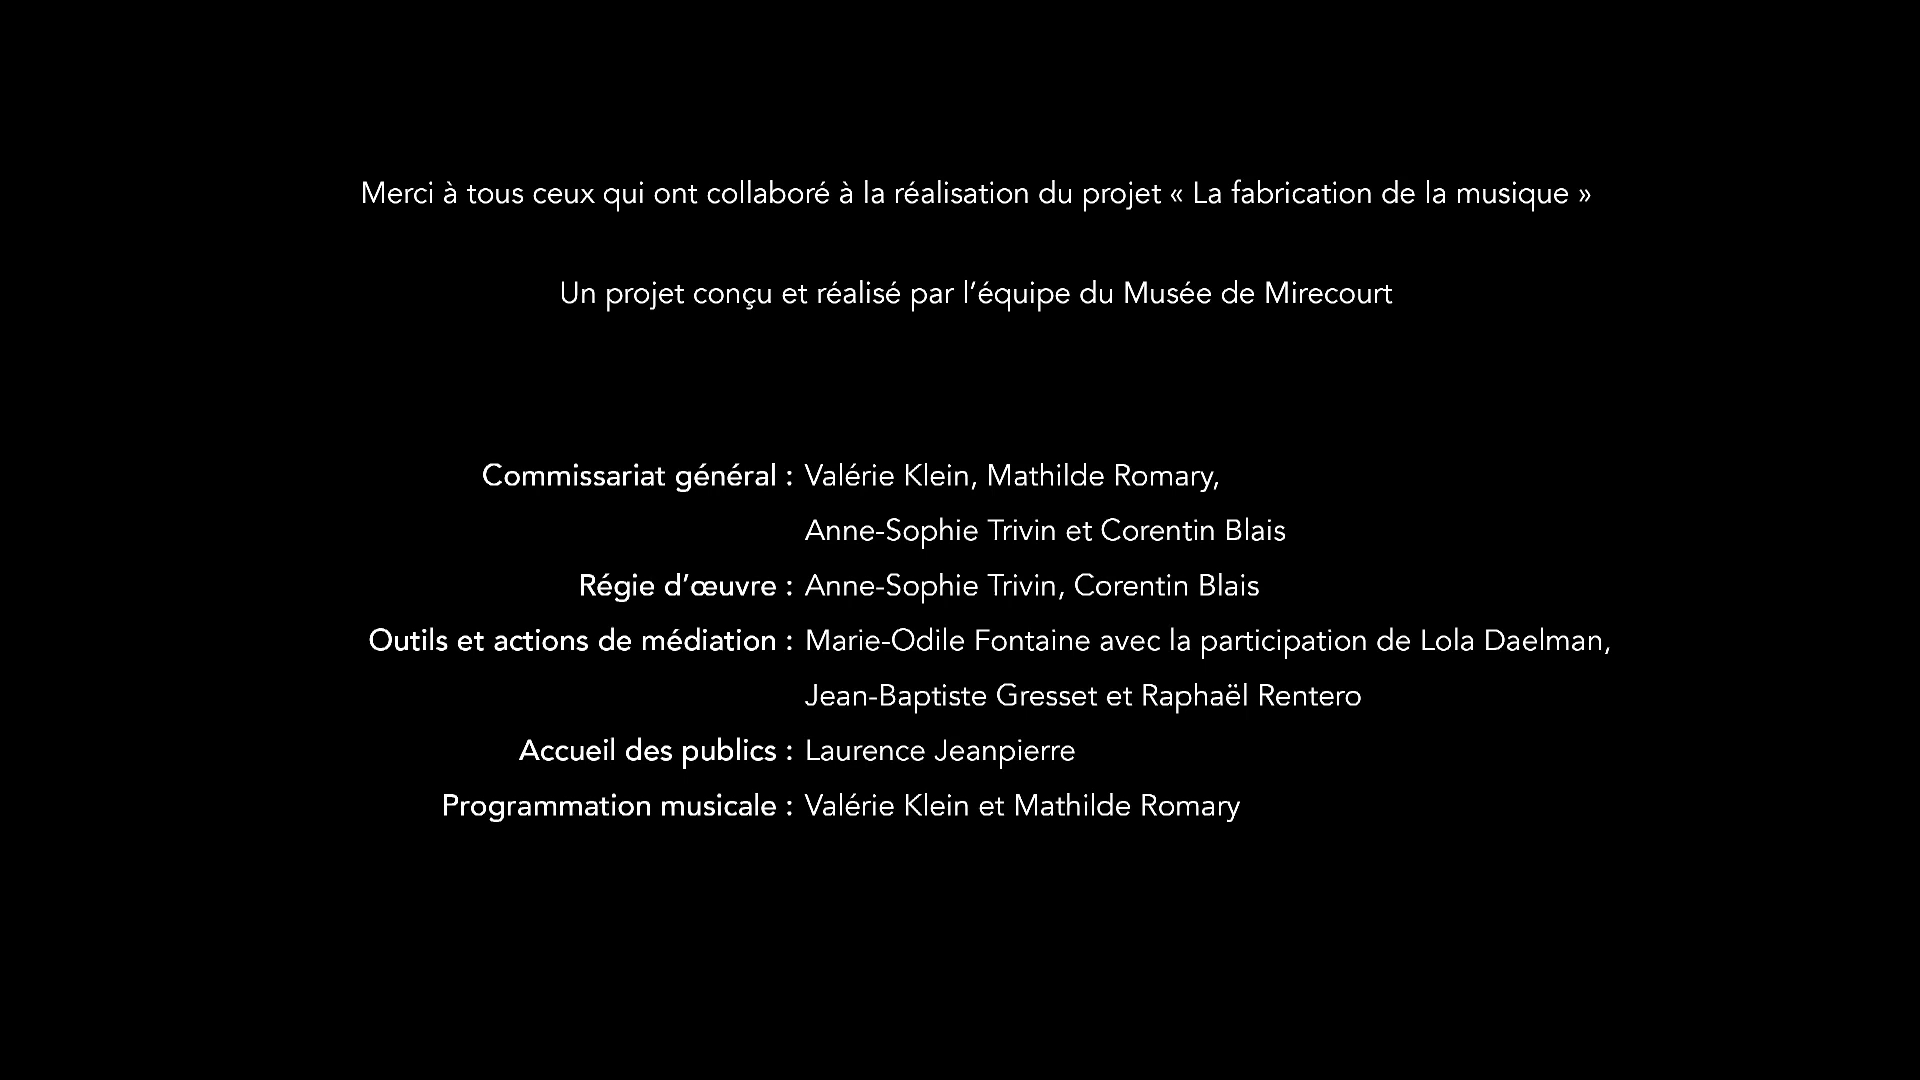 Merci à tous ceux qui ont collaboré à la réalisation du projet « La fabrication de la musique »
Un projet conçu et réalisé par l’équipe du Musée de Mirecourt
Commissariat général : Valérie Klein, Mathilde Romary,
Anne-Sophie Trivin et Corentin Blais
Régie d’œuvre : Anne-Sophie Trivin, Corentin Blais
Outils et actions de médiation : Marie-Odile Fontaine avec la participation de Lola Daelman,
Jean-Baptiste Gresset et Raphaël Rentero
Accueil des publics : Laurence Jeanpierre
Programmation musicale : Valérie Klein et Mathilde Romary